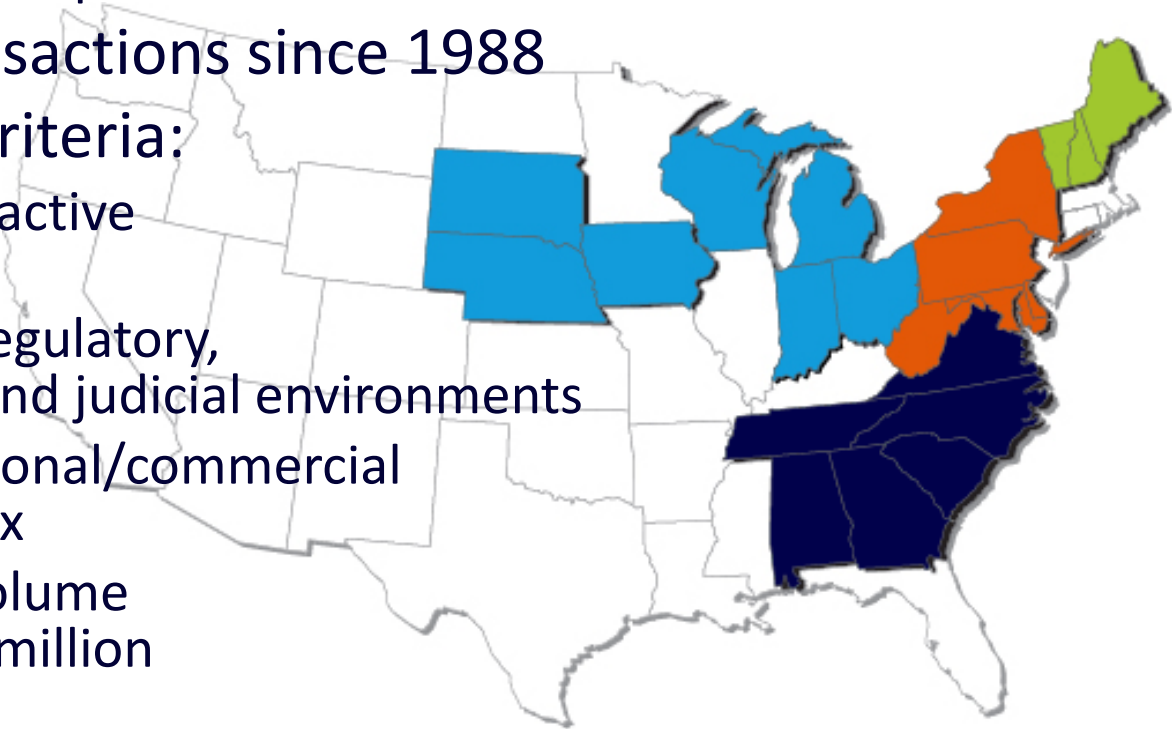 sactions since 1988
riteria:
active
egulatory,
nd judicial environments
onal/commercial
x
olume
million